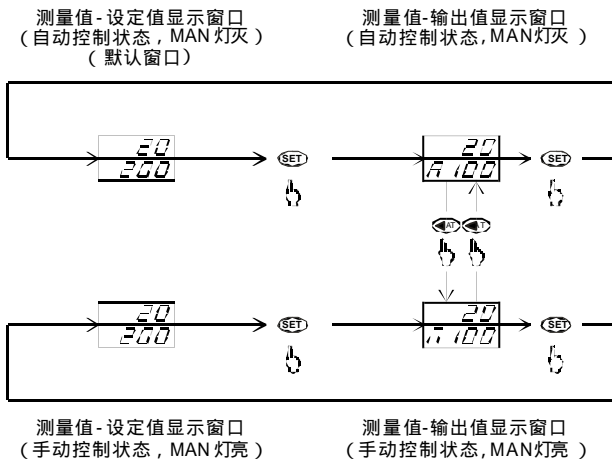 测量值-设定值显示窗口
(自动控制状态，MAN灯灭)
(默认窗口)
测量值-输出值显示窗口
(自动控制状态,MAN灯灭)
20
200
SET
20
A100
SET
AT
AT
20
200
SET
20
SET
测量值-设定值显示窗口
(手动控制状态，MAN灯亮)
测量值-输出值显示窗口
(手动控制状态,MAN灯亮)